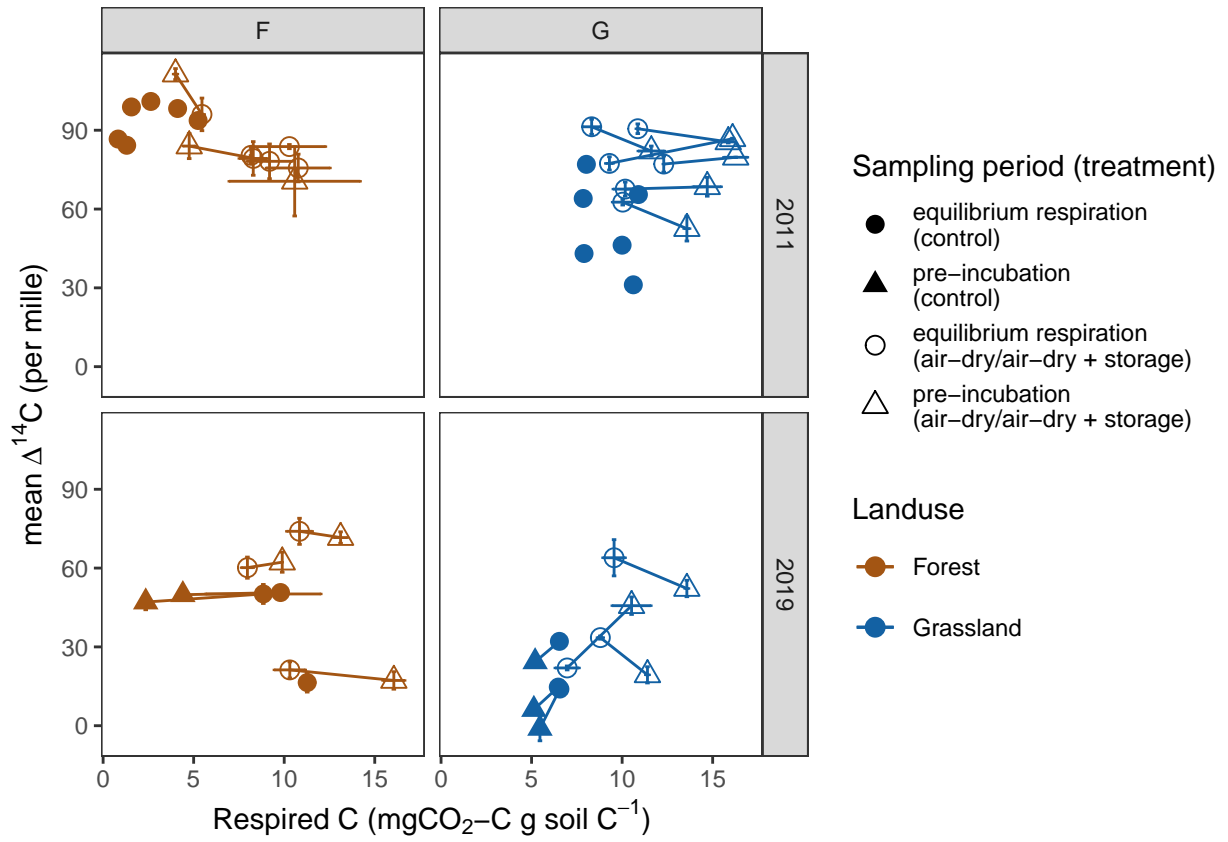 F
G
90
60
30
0
2011
90
60
30
0
2019
0
5
10
15
0
5
10
15
mean Δ¹⁴C (per mille)
Respired C (mgCO₂−C g soil C⁻¹)
Sampling period (treatment)
equilibrium respiration
(control)
pre−incubation
(control)
equilibrium respiration
(air−dry/air−dry + storage)
pre−incubation
(air−dry/air−dry + storage)
Landuse
Forest
Grassland